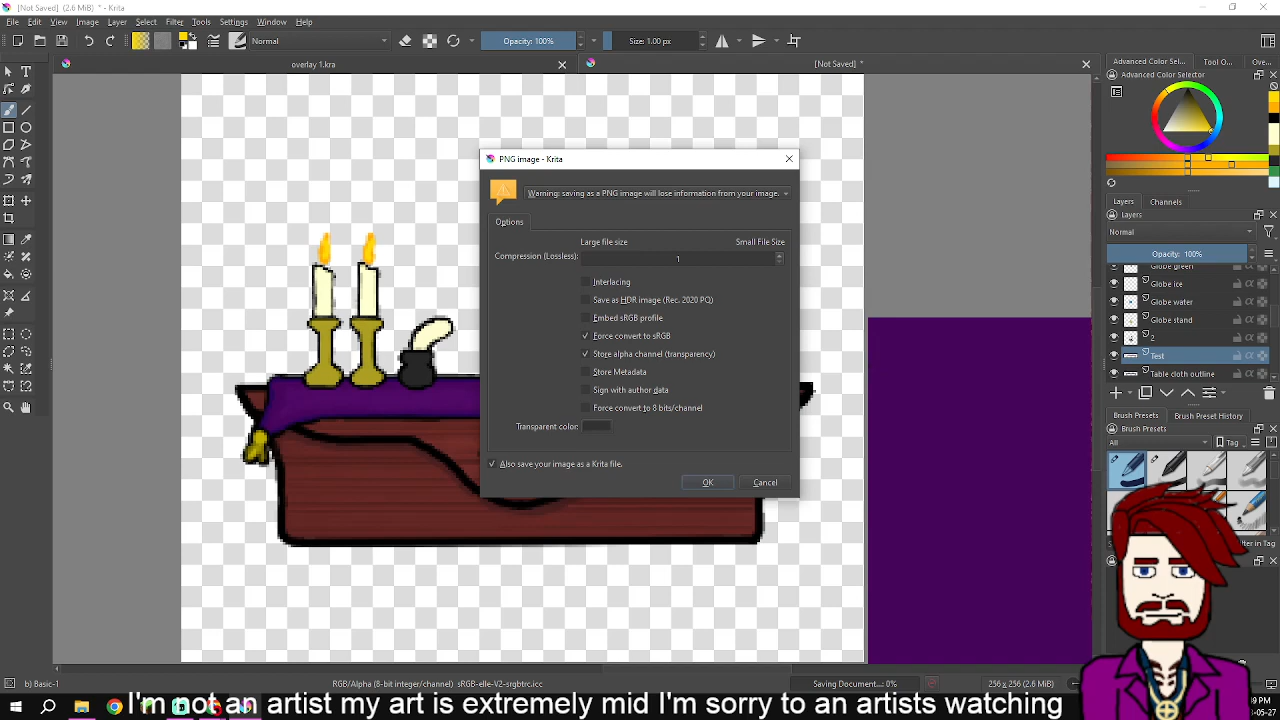 [Not Saved] (2.6 MiB) * - Krita
File Edit View Image Layer Select Filter Tools Settings Window Help
Normal Opacity: 100% Size: 1.00 px
overlay 1.kra [Not Saved] *
Advanced Color Sel... Tool O... Ove...
Advanced Color Selector
PNG image - Krita
Warning: saving as a PNG image will lose information from your image.
Options
Large file size Small File Size
Compression (Lossless): 1
Interlacing
Save as HDR image (Rec. 2020 PQ)
Embed sRGB profile
Force convert to sRGB
Store alpha channel (transparency)
Store Metadata
Sign with author data
Force convert to 8 bits/channel
Transparent color:
Also save your image as a Krita file.
OK Cancel
Layers Channels
Layers
Normal
Opacity: 100%
Globe green
Globe ice
Globe water
Globe stand
2
Test
Table cloth outline
Brush Presets Brush Preset History
Brush Presets
All Tag
ilter in Tag
b) Basic-1 RGB/Alpha (8-bit integer/channel) sRGB-elle-V2-srgbtrc.icc Saving Document...: 0% 256 x 256 (2.6 MiB)
I'm not an artist my art is extremely mid I'm sorry to an artists watching